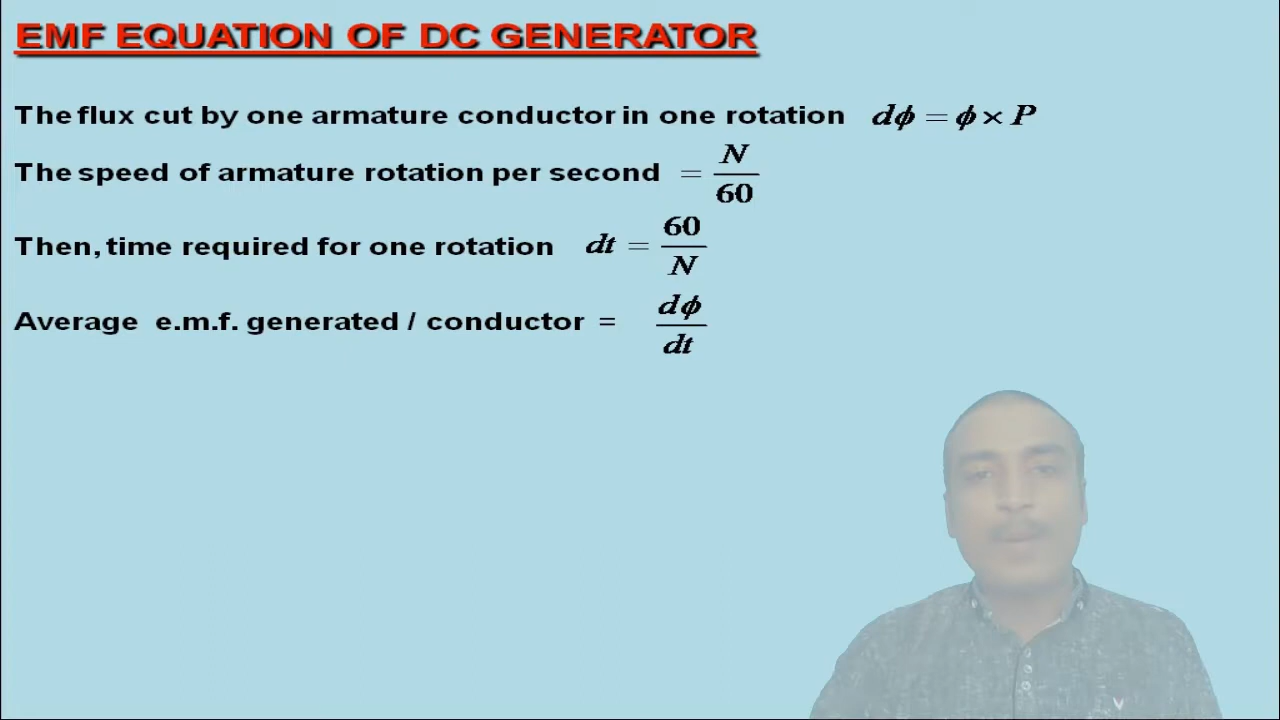 EMF EQUATION OF DC GENERATOR
The flux cut by one armature conductor in one rotation dϕ = ϕ × P
The speed of armature rotation per second = N/60
Then, time required for one rotation dt = 60/N
Average e.m.f. generated / conductor = dϕ/dt